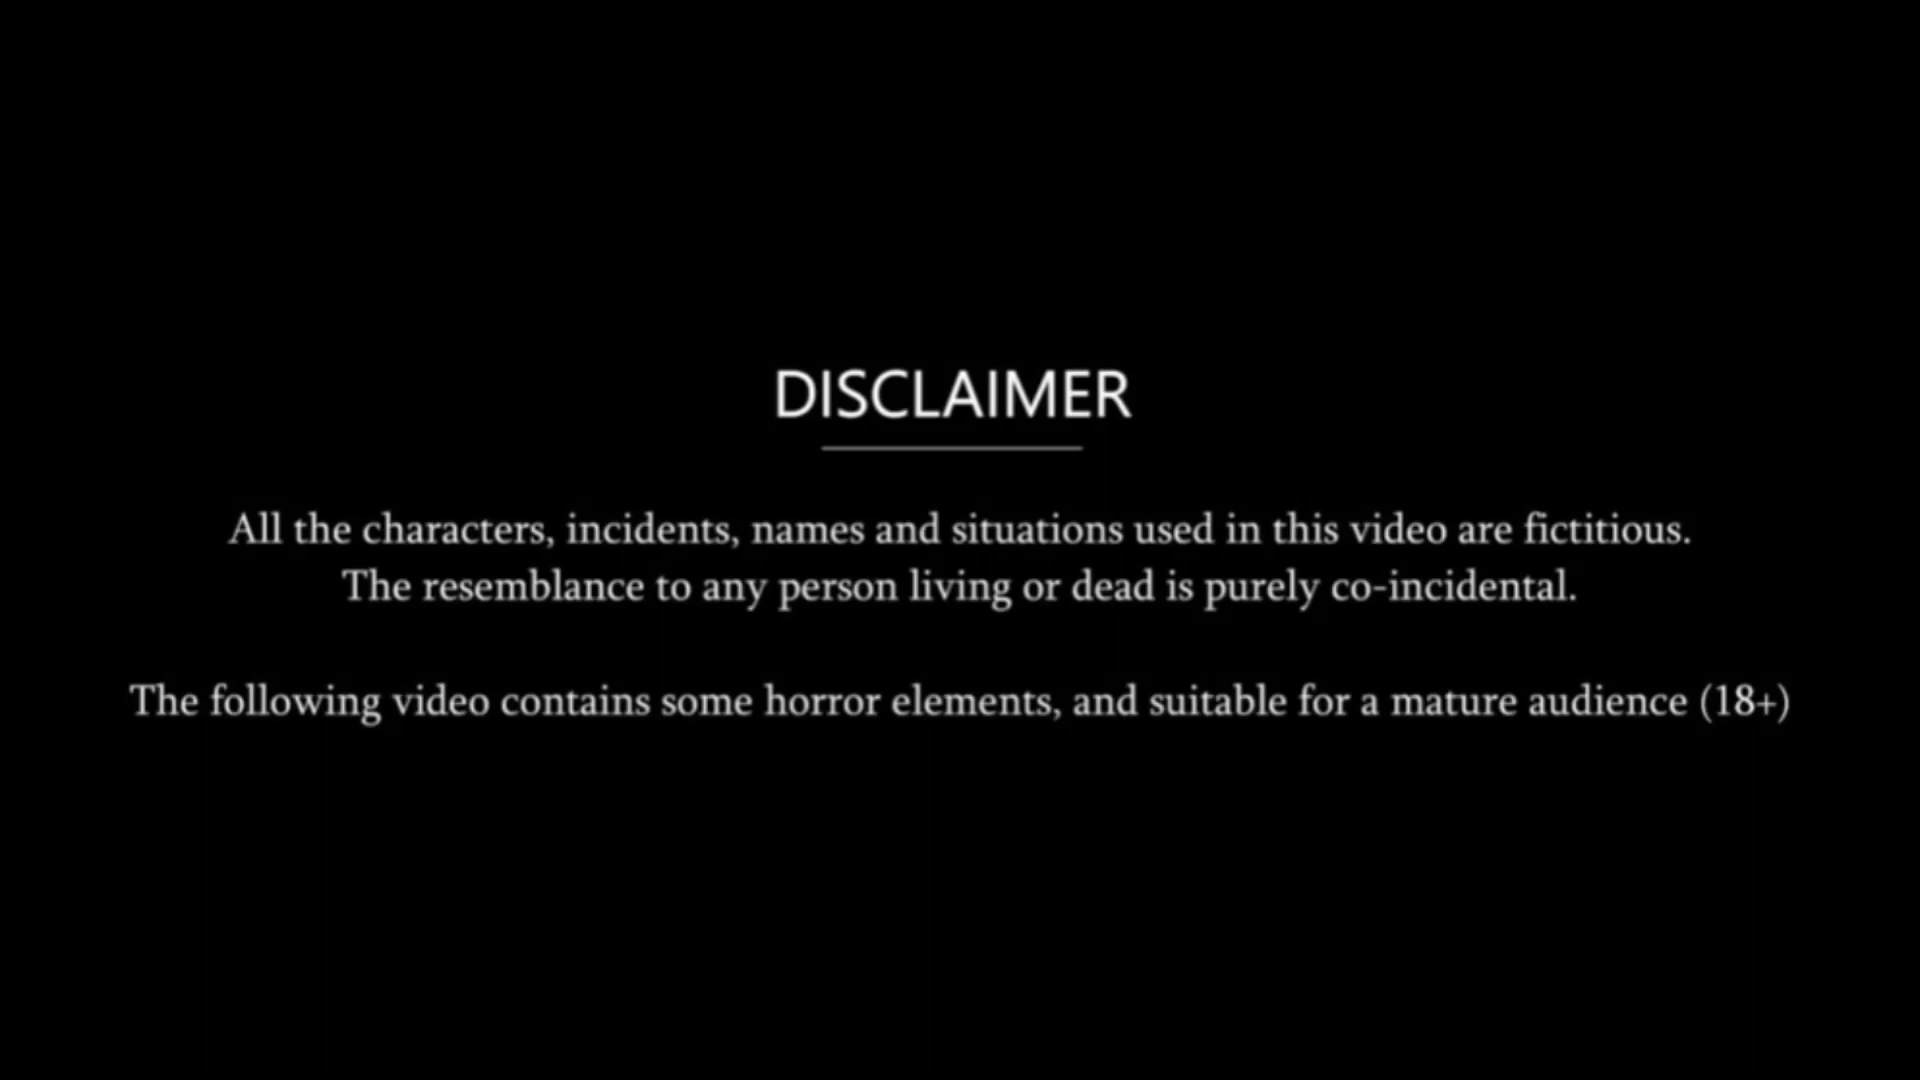 DISCLAIMER
All the characters, incidents, names and situations used in this video are fictitious.
The resemblance to any person living or dead is purely co-incidental.
The following video contains some horror elements, and suitable for a mature audience (18+)